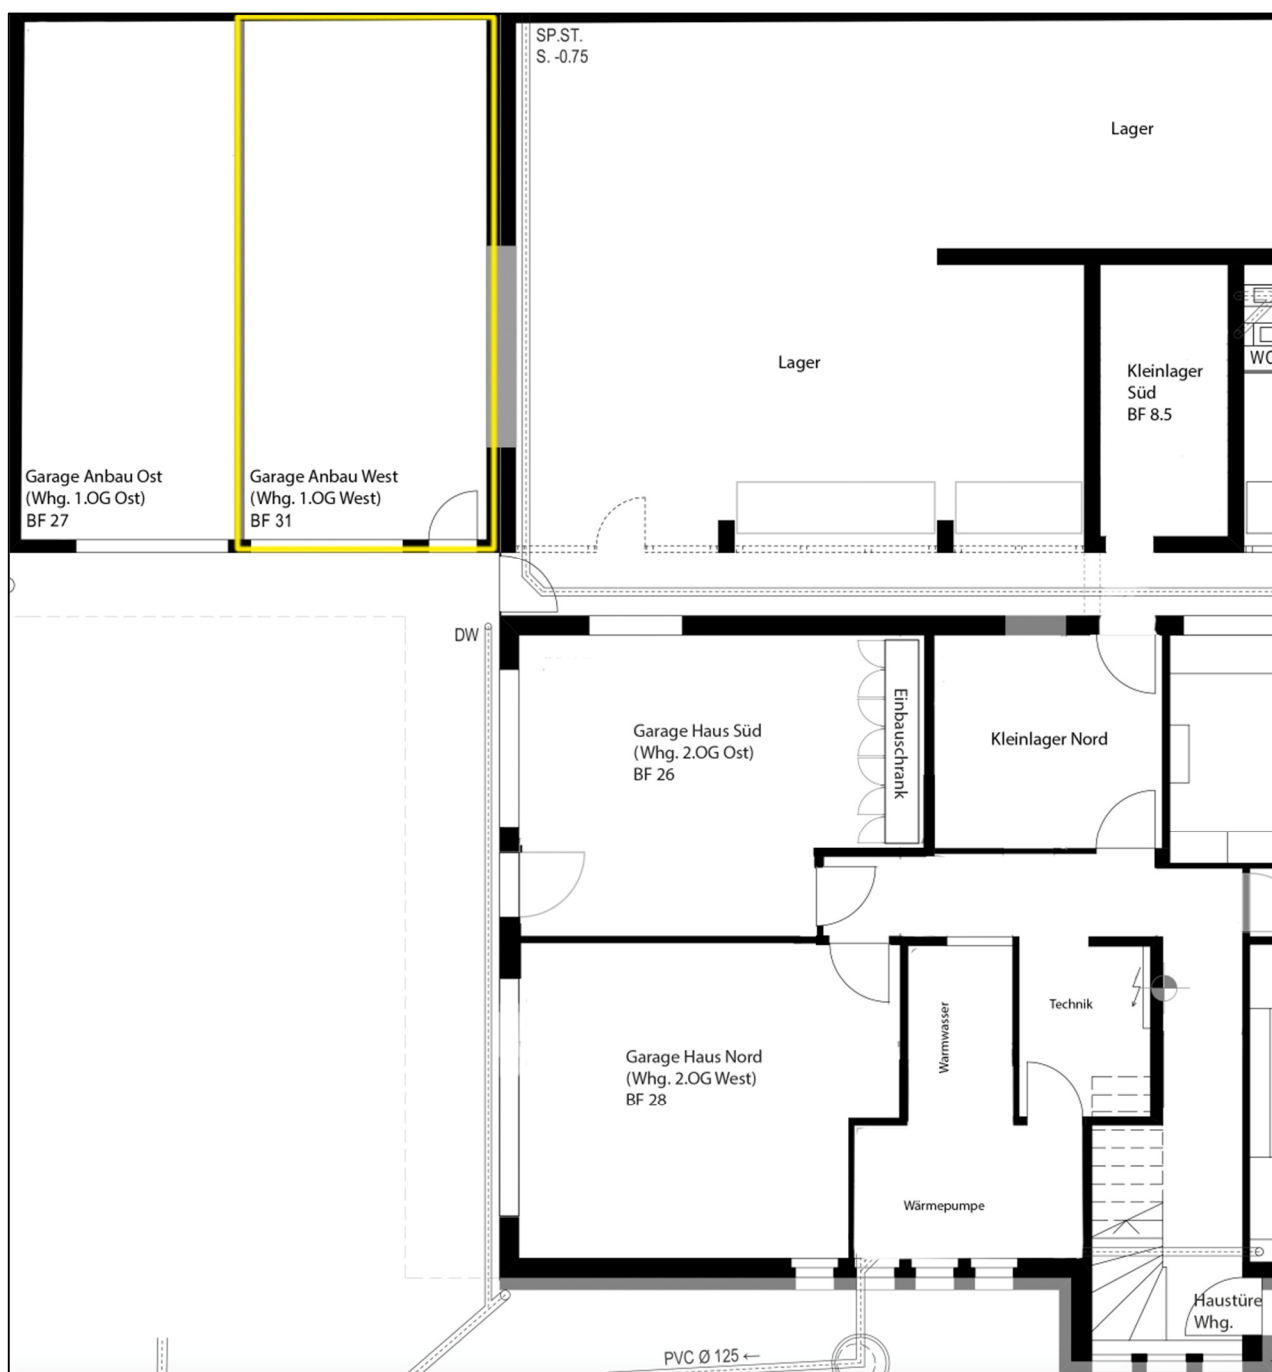 SP.ST.
S. -0.75
Lager
Lager
Kleinlager
Süd
BF 8.5
WC
Garage Anbau Ost
(Whg. 1.OG Ost)
BF 27
Garage Anbau West
(Whg. 1.OG West)
BF 31
DW
Garage Haus Süd
(Whg. 2.OG Ost)
BF 26
Einbauschrank
Kleinlager Nord
Garage Haus Nord
(Whg. 2.OG West)
BF 28
Warmwasser
Technik
Wärmepumpe
Haustüre
Whg.
PVC Ø 125 ←